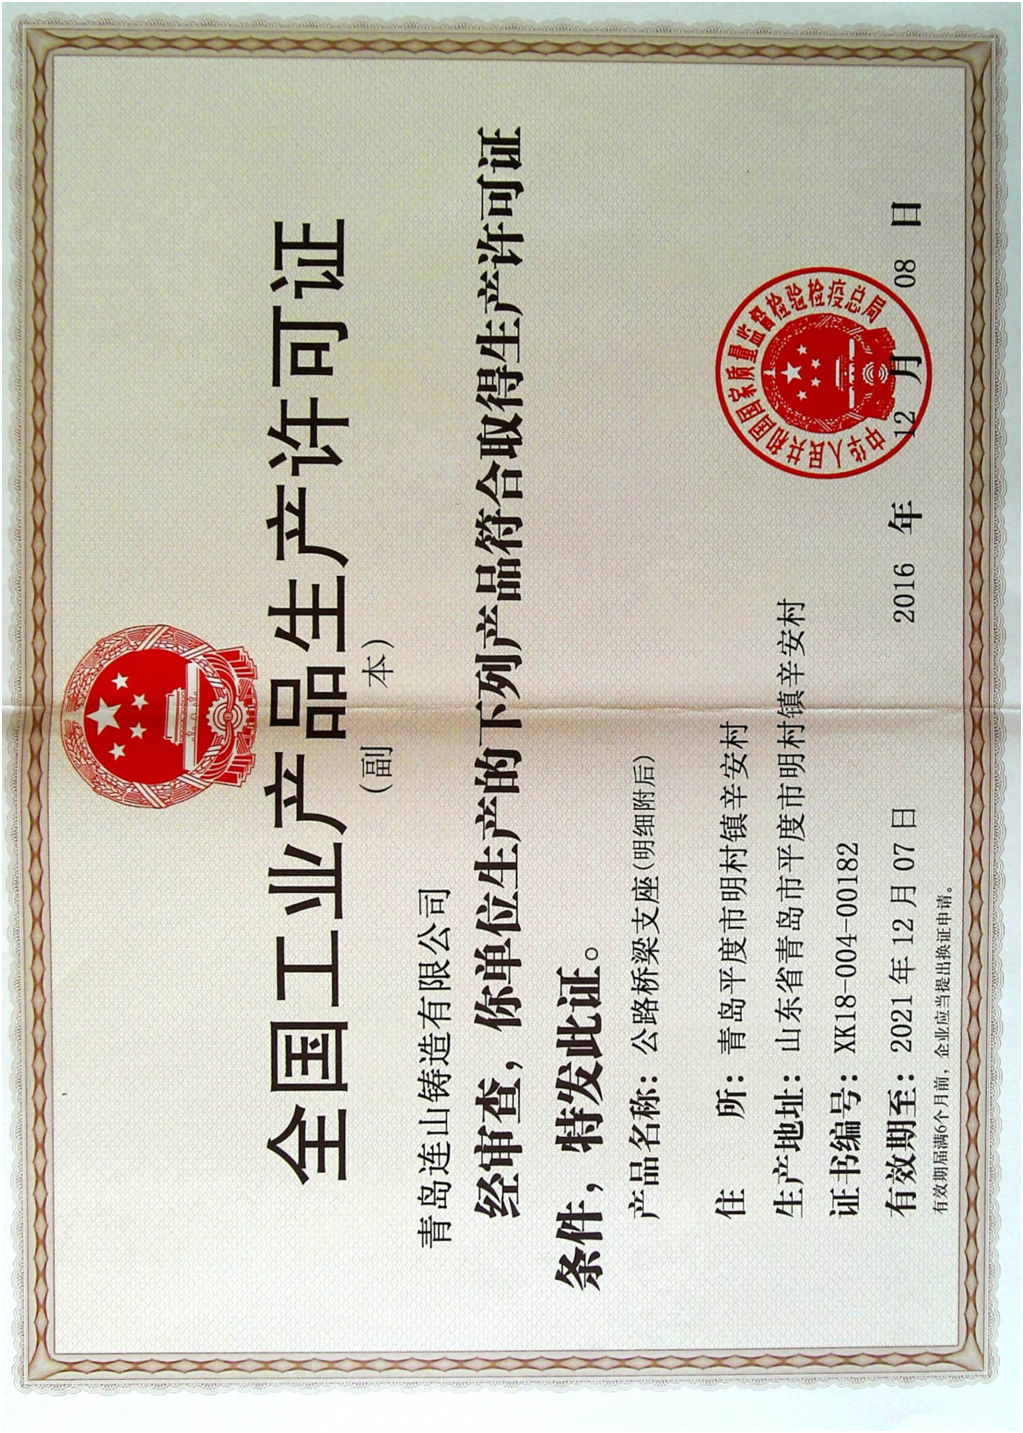 全国工业产品生产许可证
(副 本)
青岛连山铸造有限公司
经审查，你单位生产的下列产品符合取得生产许可证
条件，特发此证。
产品名称：公路桥梁支座(明细附后)
住 所：青岛平度市明村镇辛安村
生产地址：山东省青岛市平度市明村镇辛安村
证书编号：XK18-004-00182
有效期至：2021年12月07日
有效期届满6个月前，企业应当提出换证申请。
中华人民共和国国家质量监督检验检疫总局
2016 年 12 月 08 日